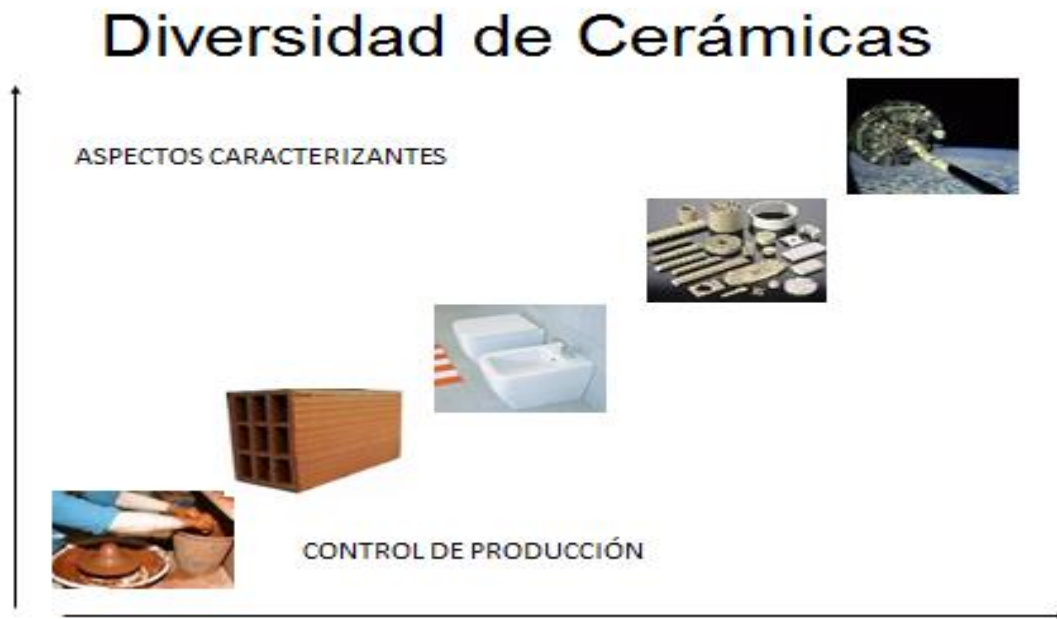 Diversidad de Cerámicas
ASPECTOS CARACTERIZANTES
CONTROL DE PRODUCCIÓN